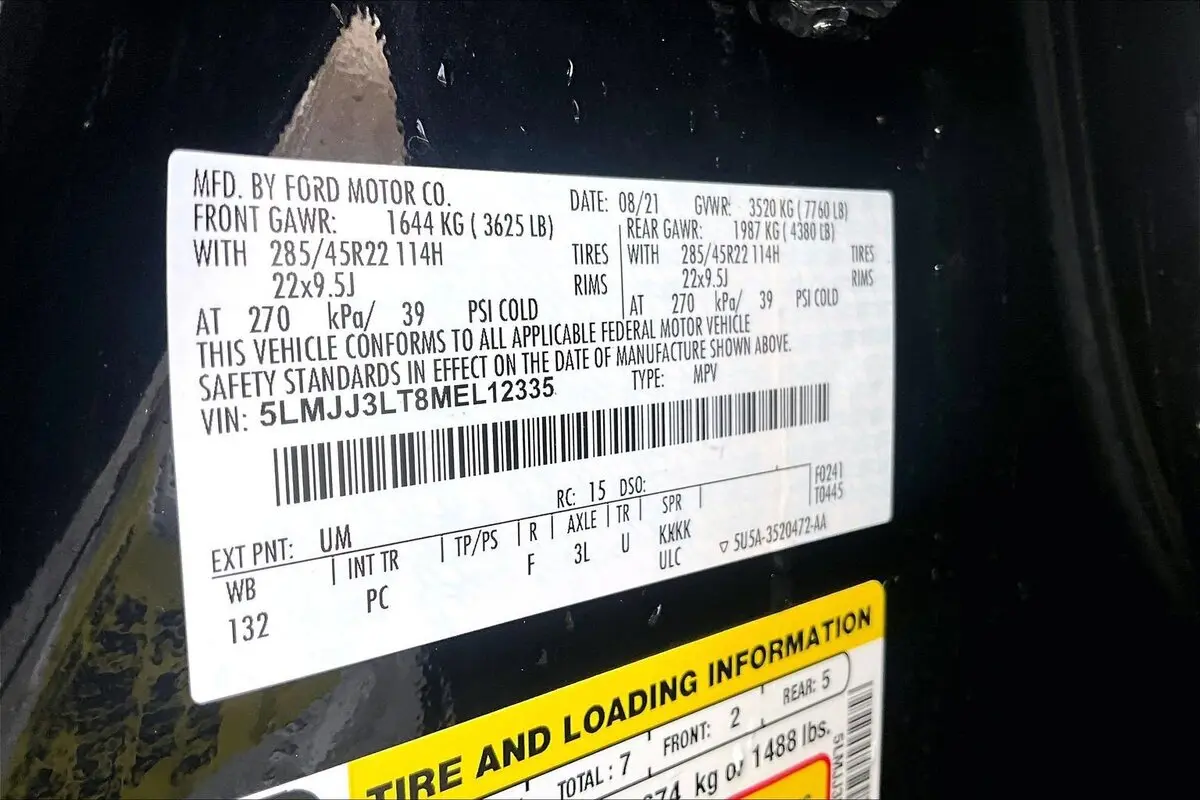 MFD. BY FORD MOTOR CO.
DATE: 08/21 GVWR: 3520 KG ( 7760 LB)
FRONT GAWR: 1644 KG ( 3625 LB)
REAR GAWR: 1987 KG ( 4380 LB)
WITH 285/45R22 114H TIRES
WITH 285/45R22 114H TIRES
22x9.5J RIMS
22x9.5J RIMS
AT 270 kPa/ 39 PSI COLD
AT 270 kPa/ 39 PSI COLD
THIS VEHICLE CONFORMS TO ALL APPLICABLE FEDERAL MOTOR VEHICLE
SAFETY STANDARDS IN EFFECT ON THE DATE OF MANUFACTURE SHOWN ABOVE.
VIN: 5LMJJ3LT8MEL12335 TYPE: MPV
F0241
T0445
EXT PNT: UM RC: 15 DSO:
WB INT TR TP/PS R AXLE TR SPR
132 PC F 3L U KKKK
ULC 5U5A-3520472-AA
TIRE AND LOADING INFORMATION
TOTAL : 7 FRONT: 2 REAR: 5
kg or 1488 lbs.